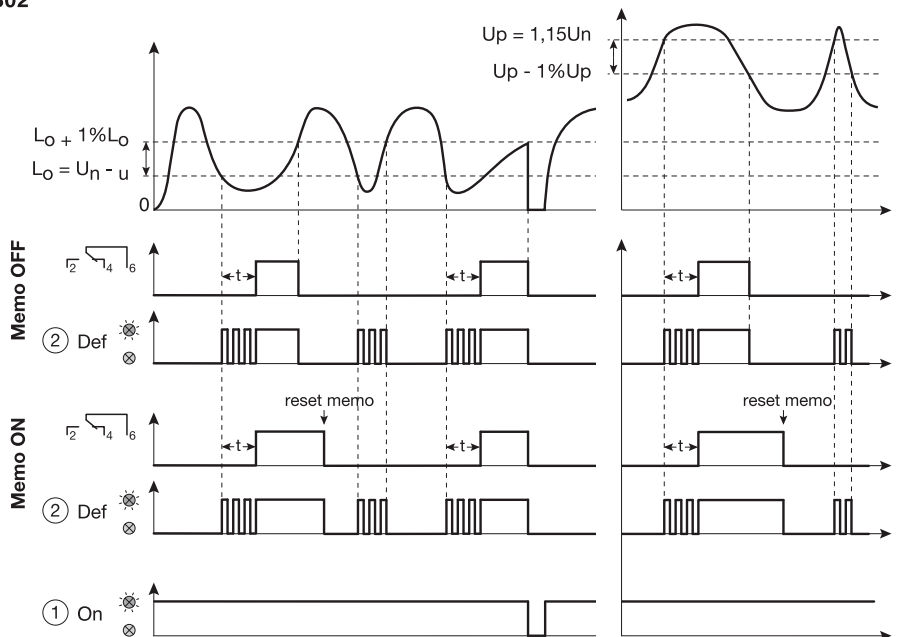 Up = 1,15Un
Up - 1%Up
Lo + 1%Lo
Lo = Un - u
0
Memo OFF
2 4 6
t t t
② Def
reset memo reset memo
Memo ON
2 4 6
t t t
② Def
① On